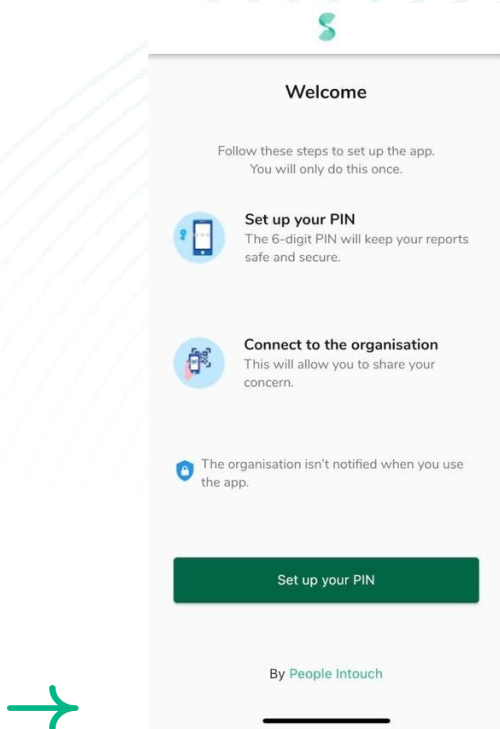 Welcome
Follow these steps to set up the app.
You will only do this once.
Set up your PIN
The 6-digit PIN will keep your reports
safe and secure.
Connect to the organisation
This will allow you to share your
concern.
The organisation isn't notified when you use
the app.
Set up your PIN
By People Intouch